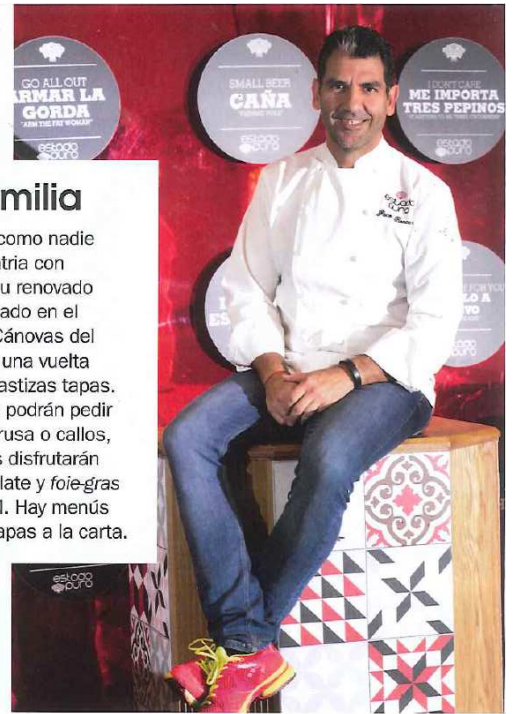 GO ALL OUT
ARMAR LA
GORDA
"ARM THE FAT WOMAN"
estado
puro
SMALL BEER
CAÑA
I DON'T CARE
ME IMPORTA
TRES PEPINOS
estado
puro
estado
puro
milia
como nadie
tria con
u renovado
ado en el
Cánovas del
una vuelta
astizas tapas.
podrán pedir
rusa o callos,
s disfrutarán
late y foie-gras
l. Hay menús
apas a la carta.
FOR YOU
LO A
estado
puro
estado
puro